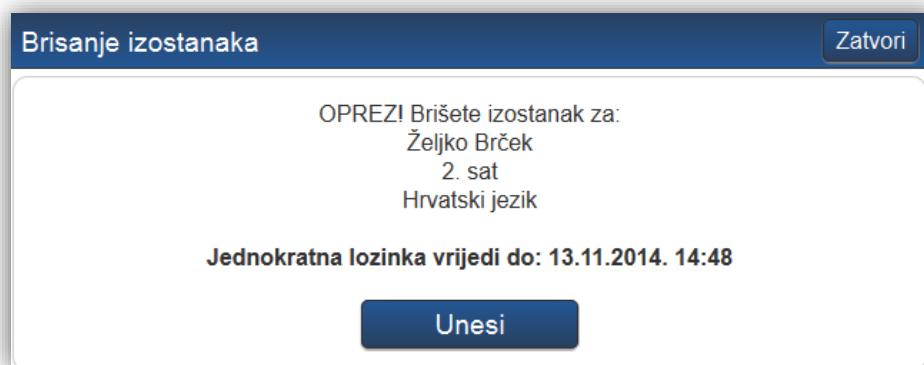 Brisanje izostanaka
Zatvori
OPREZ! Brišete izostanak za:
Željko Brček
2. sat
Hrvatski jezik
Jednokratna lozinka vrijedi do: 13.11.2014. 14:48
Unesi